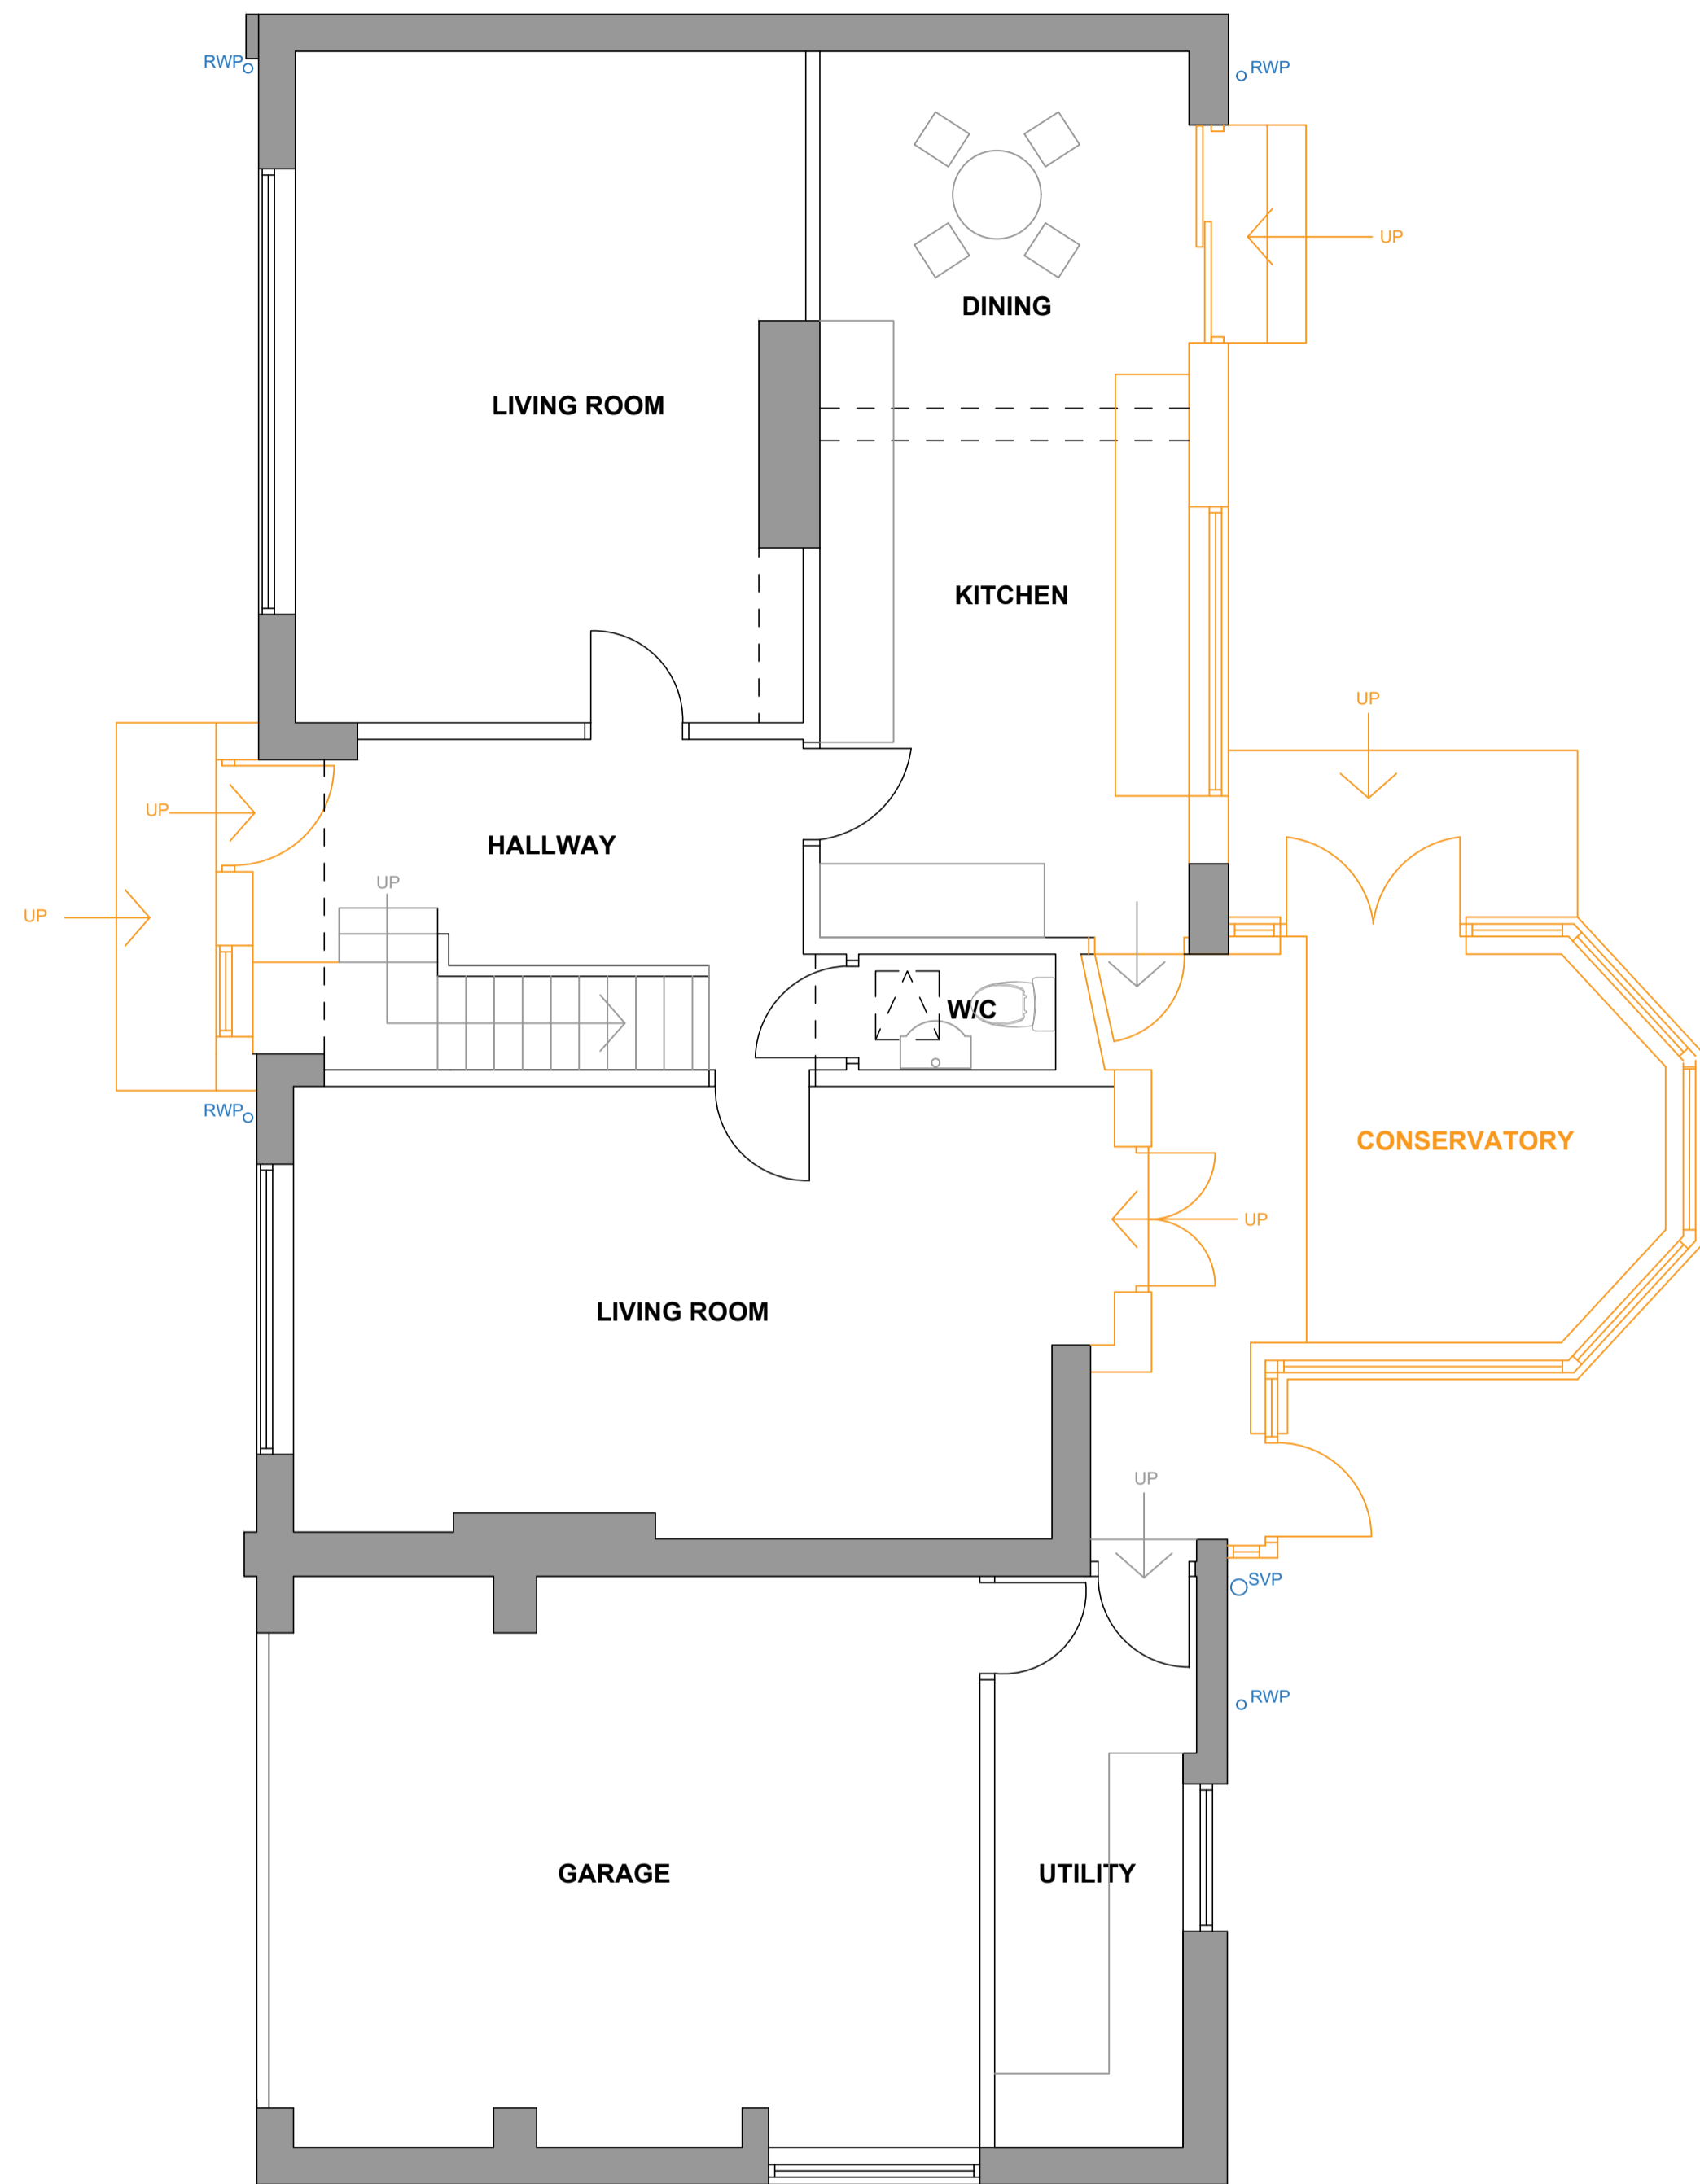 RWP
RWP
UP
DINING
LIVING ROOM
KITCHEN
UP
UP
HALLWAY
UP
UP
W/C
RWP
CONSERVATORY
UP
LIVING ROOM
UP
SVP
RWP
GARAGE
UTILITY